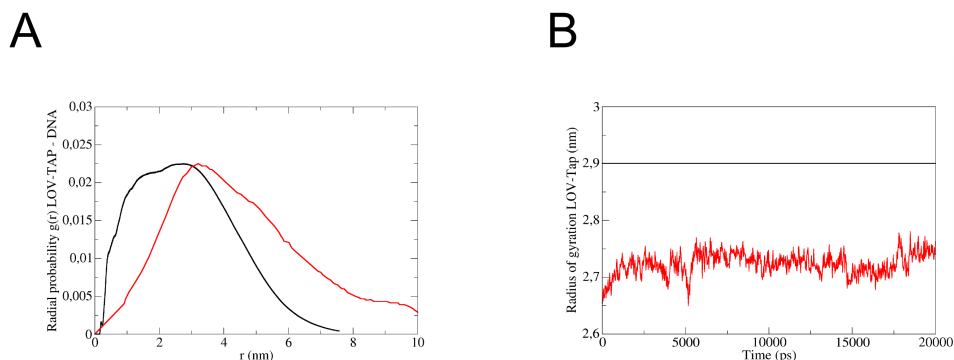 A
B
Radial probability g(r) LOV-TAP - DNA
0,03
0,025
0,02
0,015
0,01
0,005
0
0 2 4 6 8 10
r (nm)
Radius of gyration LOV-Tap (nm)
3
2,9
2,8
2,7
2,6
0 5000 10000 15000 20000
Time (ps)